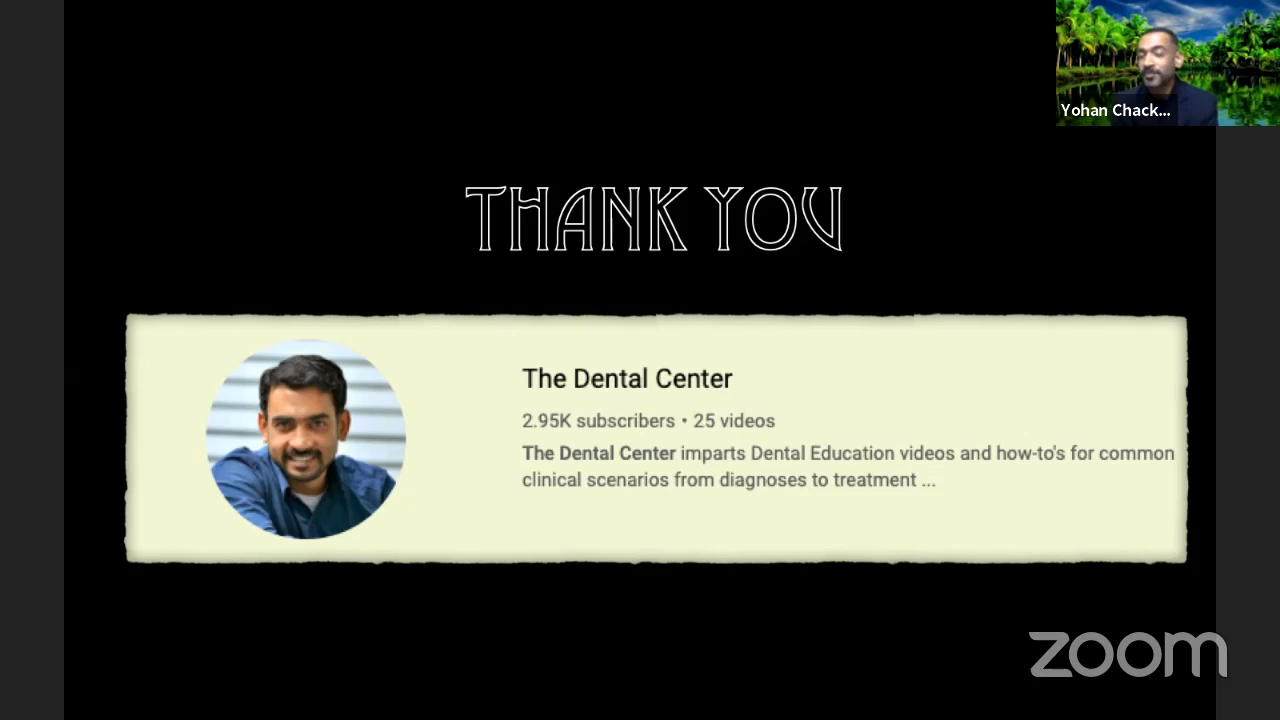 Yohan Chack...
THANK YOU
The Dental Center
2.95K subscribers • 25 videos
The Dental Center imparts Dental Education videos and how-to's for common
clinical scenarios from diagnoses to treatment ...
zoom